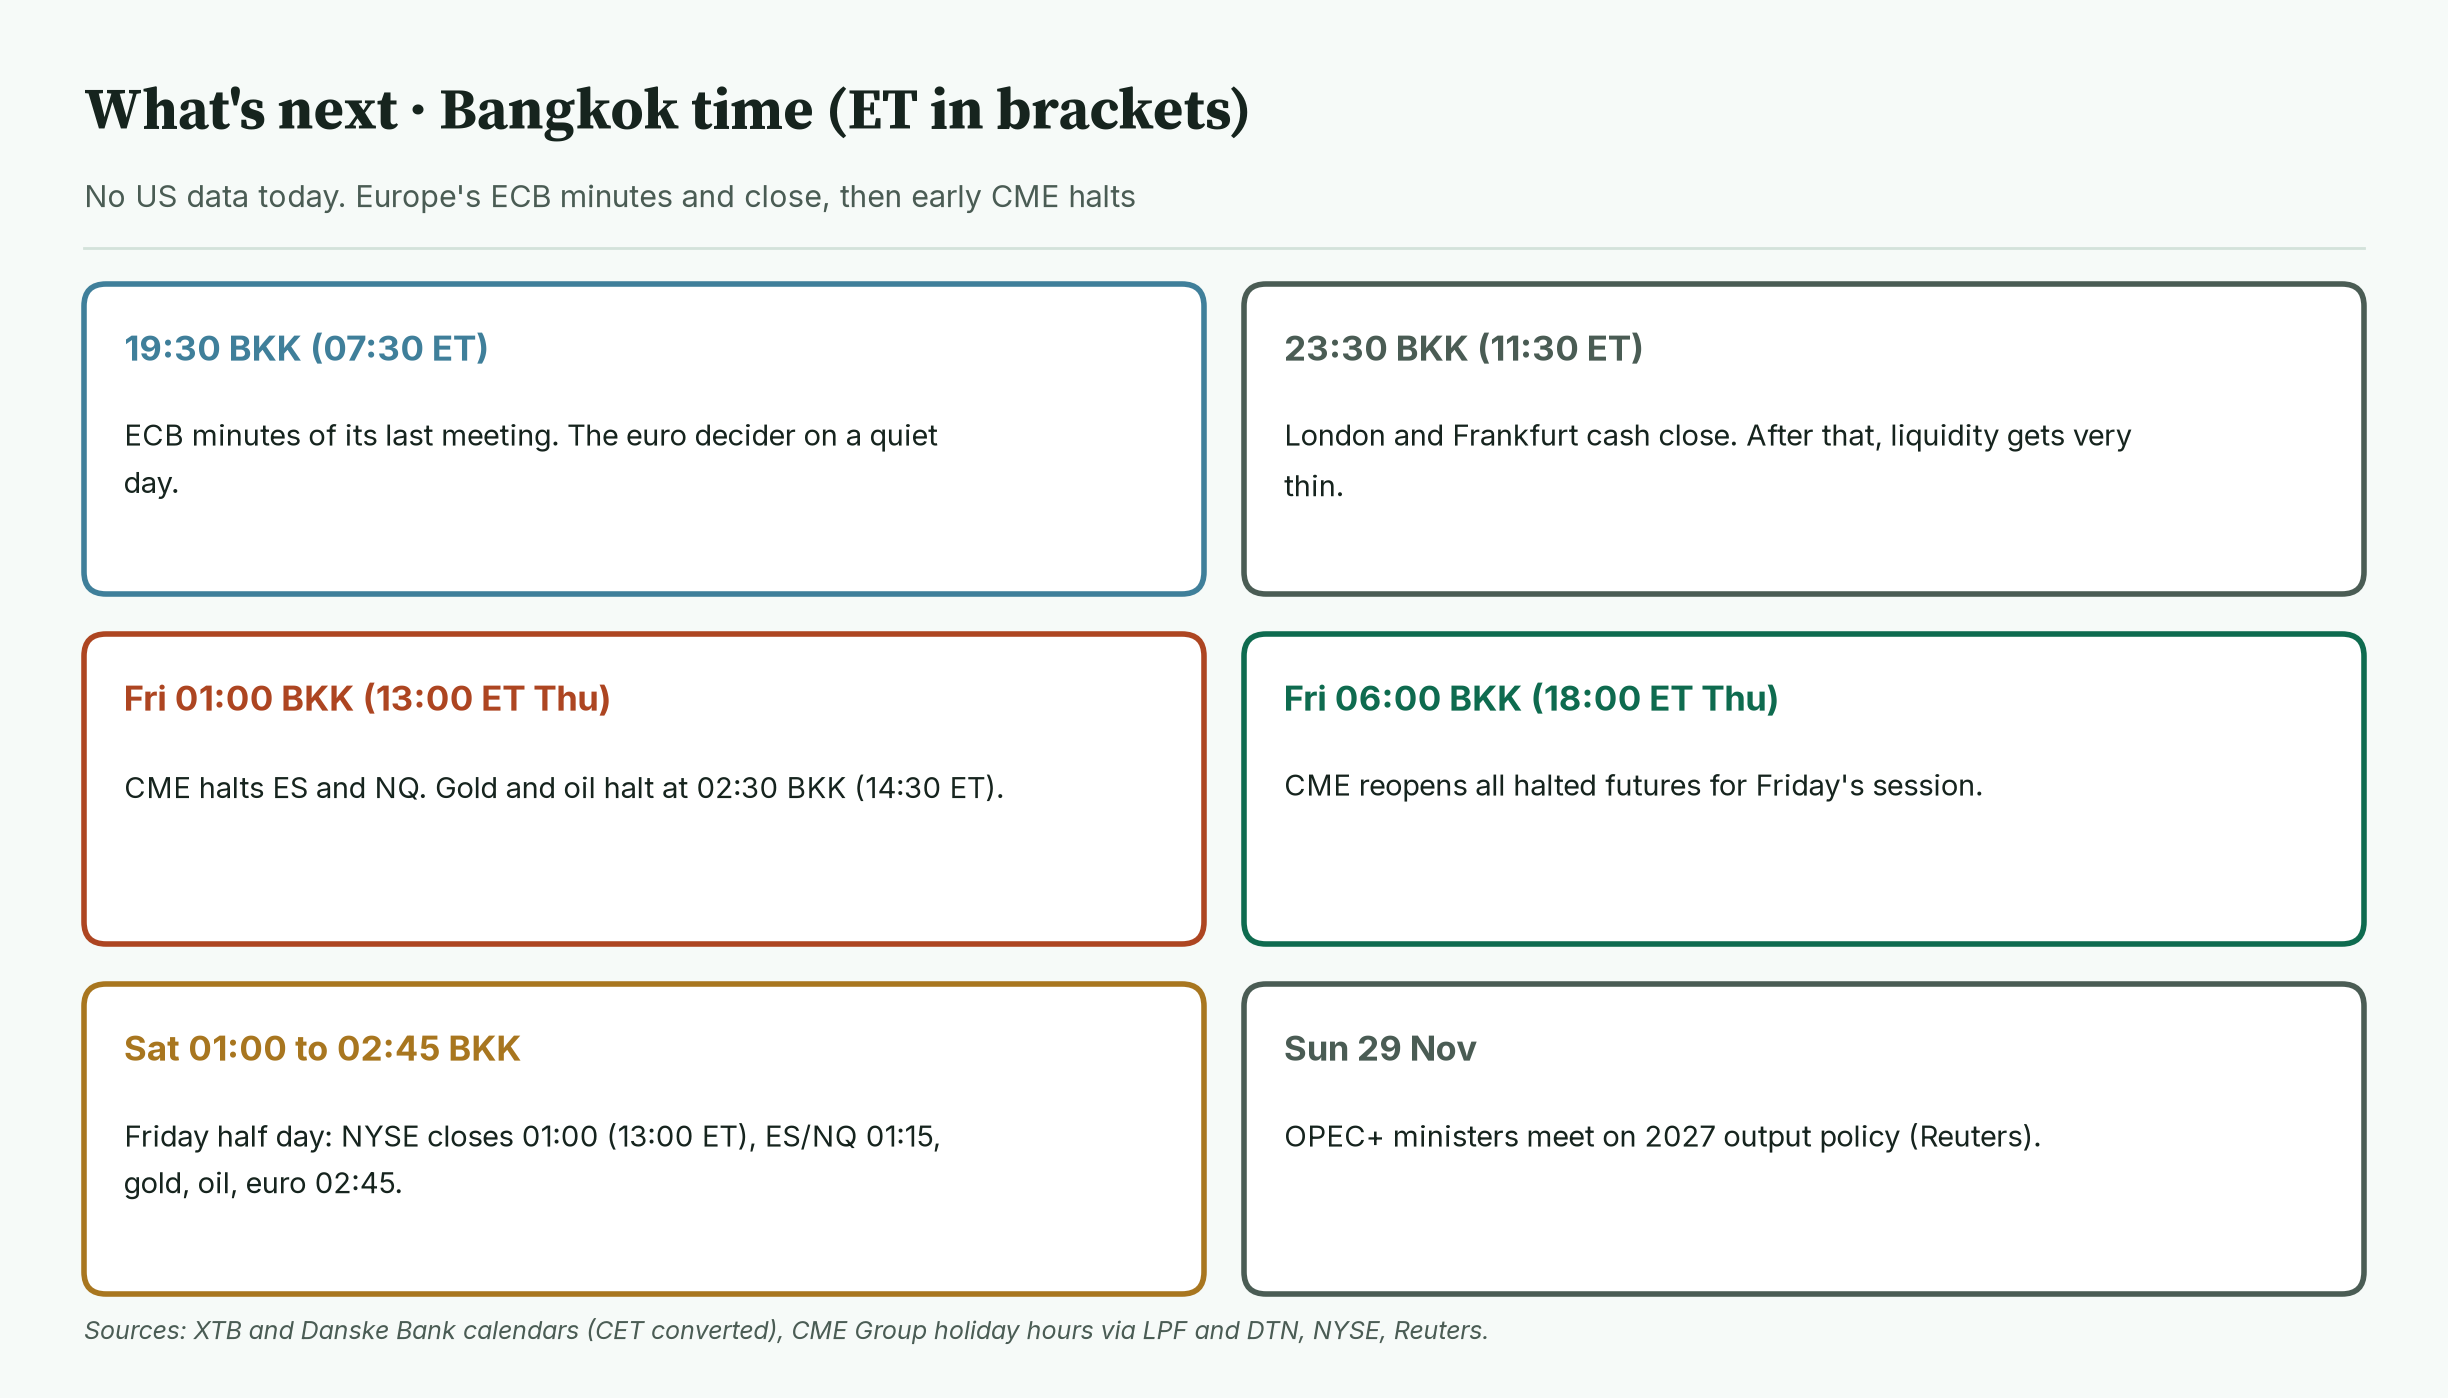 What's next · Bangkok time (ET in brackets)
No US data today. Europe's ECB minutes and close, then early CME halts
19:30 BKK (07:30 ET)
ECB minutes of its last meeting. The euro decider on a quiet
day.
23:30 BKK (11:30 ET)
London and Frankfurt cash close. After that, liquidity gets very
thin.
Fri 01:00 BKK (13:00 ET Thu)
CME halts ES and NQ. Gold and oil halt at 02:30 BKK (14:30 ET).
Fri 06:00 BKK (18:00 ET Thu)
CME reopens all halted futures for Friday's session.
Sat 01:00 to 02:45 BKK
Friday half day: NYSE closes 01:00 (13:00 ET), ES/NQ 01:15,
gold, oil, euro 02:45.
Sun 29 Nov
OPEC+ ministers meet on 2027 output policy (Reuters).
Sources: XTB and Danske Bank calendars (CET converted), CME Group holiday hours via LPF and DTN, NYSE, Reuters.